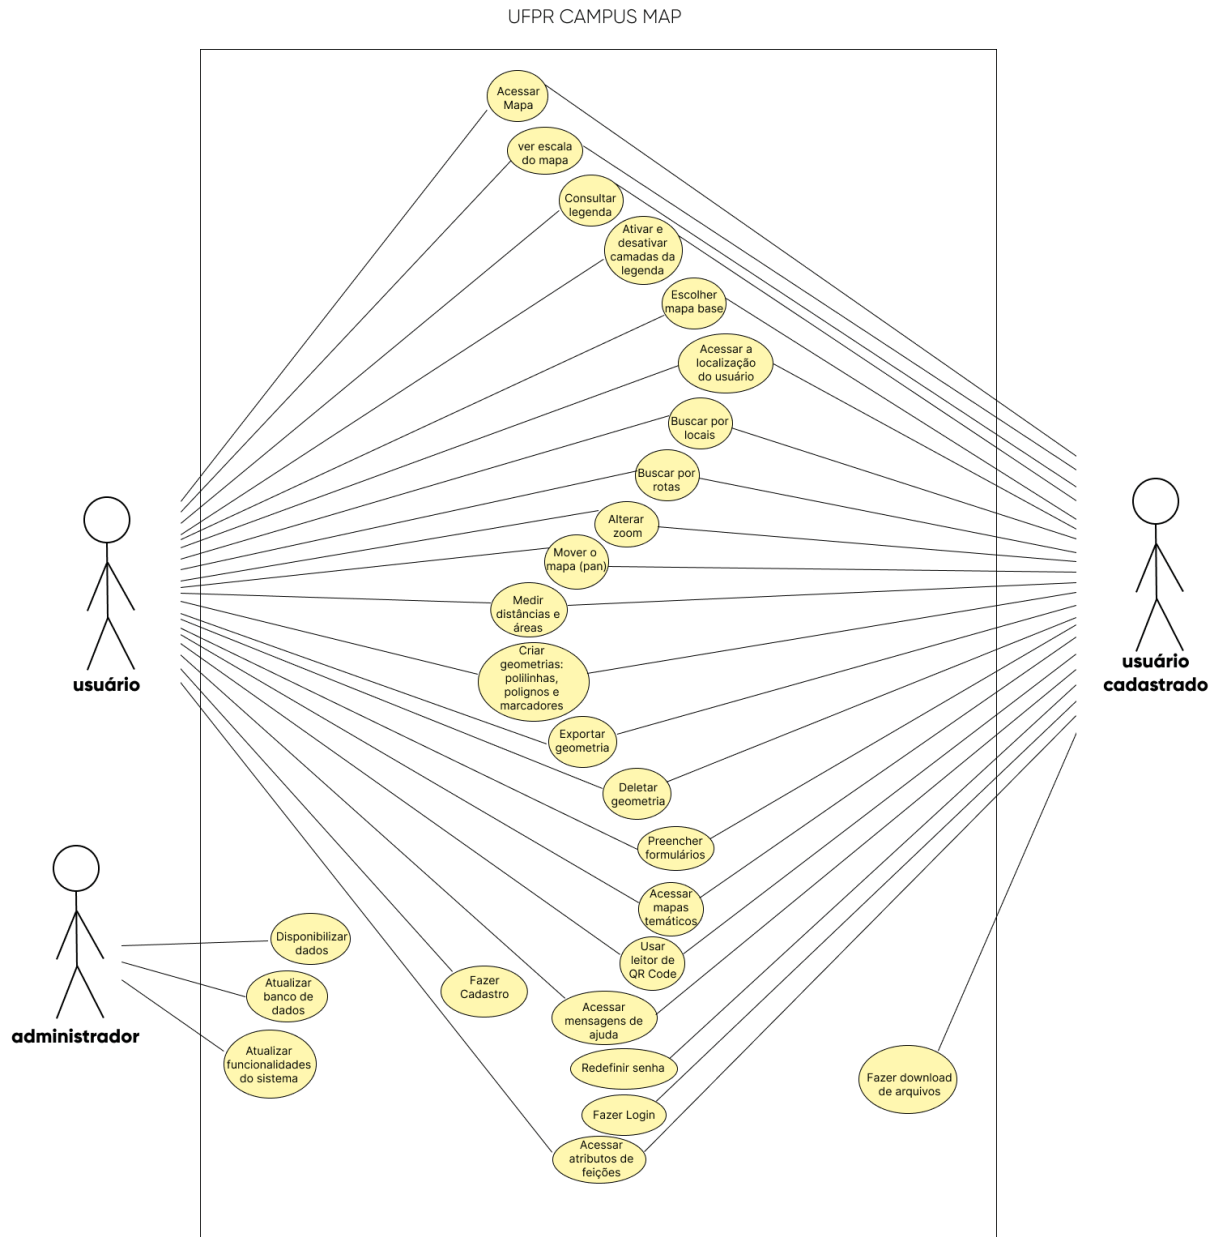 UFPR CAMPUS MAP
Acessar
Mapa
ver escala
do mapa
Consultar
legenda
Ativar e
desativar
camadas da
legenda
Escolher
mapa base
Acessar a
localização
do usuário
Buscar por
locais
Buscar por
rotas
Alterar
zoom
Mover o
mapa (pan)
Medir
distâncias e
áreas
Criar
geometrias:
polilinhas,
polignos e
marcadores
usuário
usuário
cadastrado
Exportar
geometria
Deletar
geometria
Preencher
formulários
Acessar
mapas
temáticos
Usar
leitor de
QR Code
Disponibilizar
dados
Atualizar
banco de
dados
Atualizar
funcionalidades
do sistema
administrador
Fazer
Cadastro
Acessar
mensagens de
ajuda
Redefinir senha
Fazer Login
Acessar
atributos de
feições
Fazer download
de arquivos